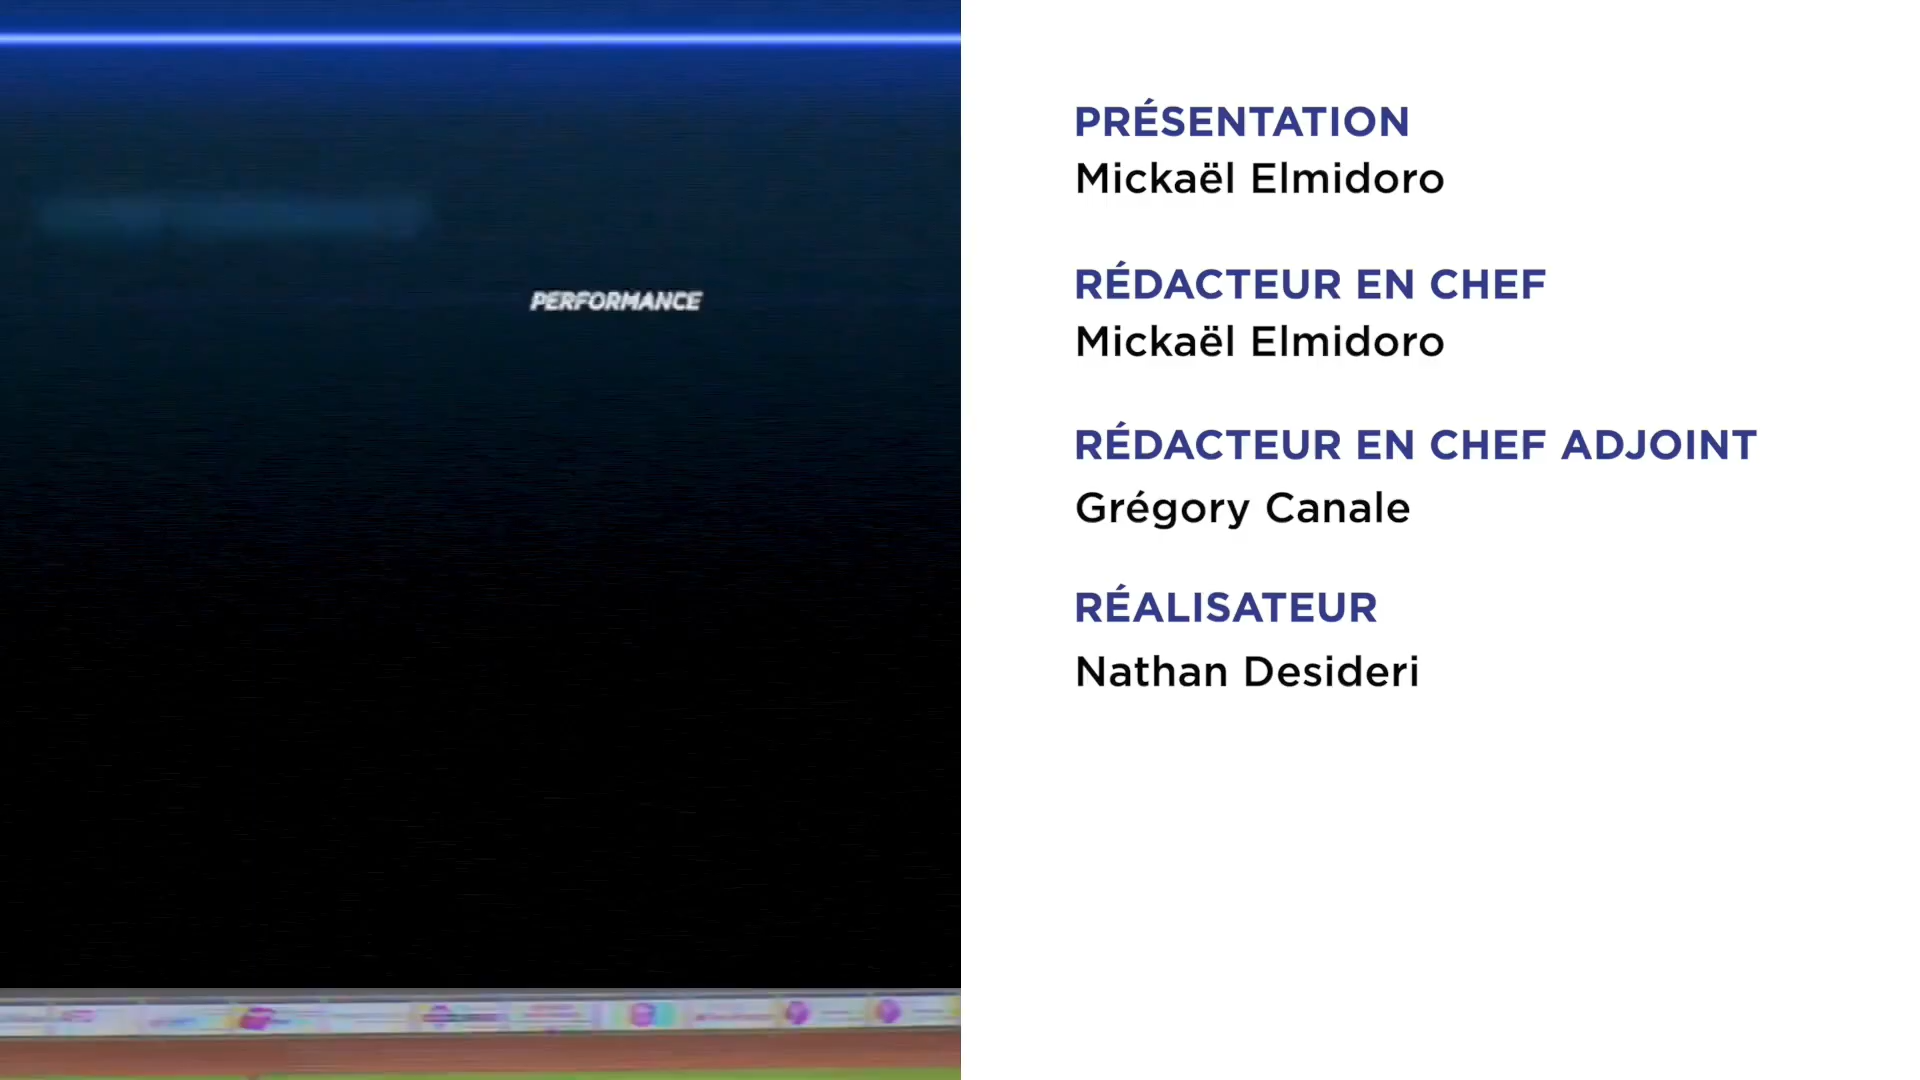 PERFORMANCE
PRÉSENTATION
Mickaël Elmidoro
RÉDACTEUR EN CHEF
Mickaël Elmidoro
RÉDACTEUR EN CHEF ADJOINT
Grégory Canale
RÉALISATEUR
Nathan Desideri